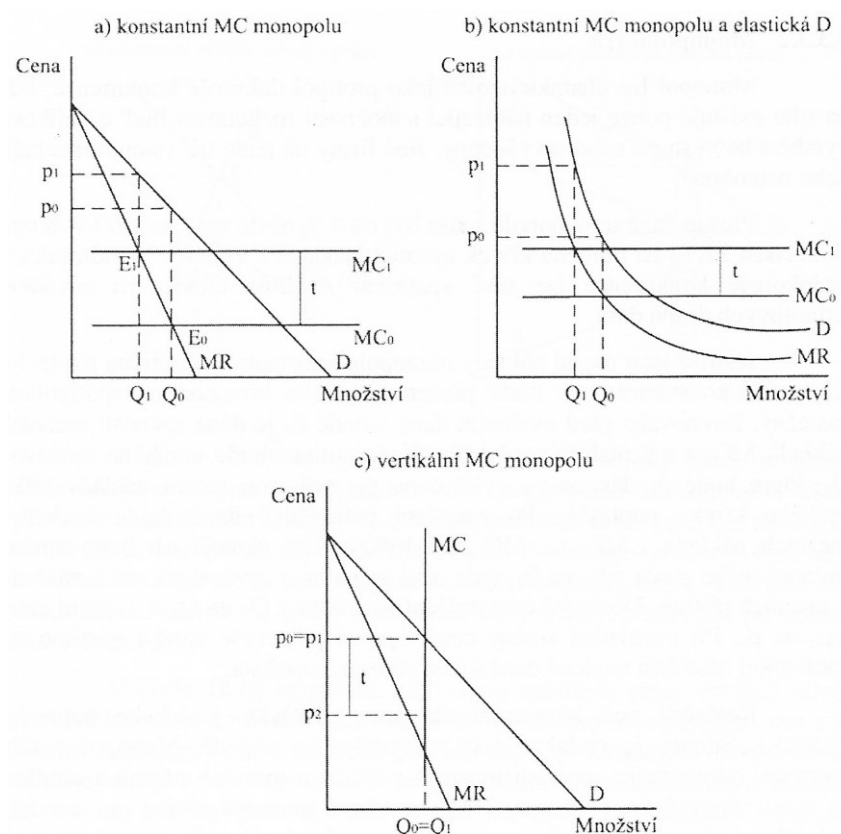 a) konstantní MC monopolu
b) konstantní MC monopolu a elastická D
Cena
p₁
p₀
E₁
E₀
MC₁
t
MC₀
MR
D
Q₁ Q₀
Množství
Cena
p₁
p₀
MC₁
t
MC₀
D
MR
Q₁ Q₀
Množství
c) vertikální MC monopolu
Cena
MC
p₀=p₁
t
p₂
MR
D
Q₀=Q₁
Množství